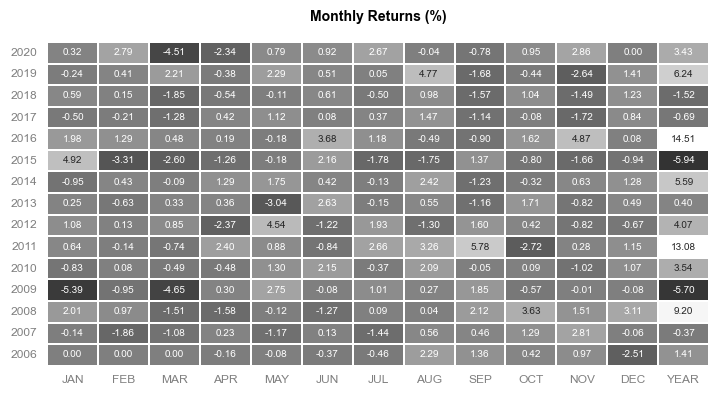 Monthly Returns (%)
2020 0.32 2.79 -4.51 -2.34 0.79 0.92 2.67 -0.04 -0.78 0.95 2.86 0.00 3.43
2019 -0.24 0.41 2.21 -0.38 2.29 0.51 0.05 4.77 -1.68 -0.44 -2.64 1.41 6.24
2018 0.59 0.15 -1.85 -0.54 -0.11 0.61 -0.50 0.98 -1.57 1.04 -1.49 1.23 -1.52
2017 -0.50 -0.21 -1.28 0.42 1.12 0.08 0.37 1.47 -1.14 -0.08 -1.72 0.84 -0.69
2016 1.98 1.29 0.48 0.19 -0.18 3.68 1.18 -0.49 -0.90 1.62 4.87 0.08 14.51
2015 4.92 -3.31 -2.60 -1.26 -0.18 2.16 -1.78 -1.75 1.37 -0.80 -1.66 -0.94 -5.94
2014 -0.95 0.43 -0.09 1.29 1.75 0.42 -0.13 2.42 -1.23 -0.32 0.63 1.28 5.59
2013 0.25 -0.63 0.33 0.36 -3.04 2.63 -0.15 0.55 -1.16 1.71 -0.82 0.49 0.40
2012 1.08 0.13 0.85 -2.37 4.54 -1.22 1.93 -1.30 1.60 0.42 -0.82 -0.67 4.07
2011 0.64 -0.14 -0.74 2.40 0.88 -0.84 2.66 3.26 5.78 -2.72 0.28 1.15 13.08
2010 -0.83 0.08 -0.49 -0.48 1.30 2.15 -0.37 2.09 -0.05 0.09 -1.02 1.07 3.54
2009 -5.39 -0.95 -4.65 0.30 2.75 -0.08 1.01 0.27 1.85 -0.57 -0.01 -0.08 -5.70
2008 2.01 0.97 -1.51 -1.58 -0.12 -1.27 0.09 0.04 2.12 3.63 1.51 3.11 9.20
2007 -0.14 -1.86 -1.08 0.23 -1.17 0.13 -1.44 0.56 0.46 1.29 2.81 -0.06 -0.37
2006 0.00 0.00 0.00 -0.16 -0.08 -0.37 -0.46 2.29 1.36 0.42 0.97 -2.51 1.41
JAN FEB MAR APR MAY JUN JUL AUG SEP OCT NOV DEC YEAR